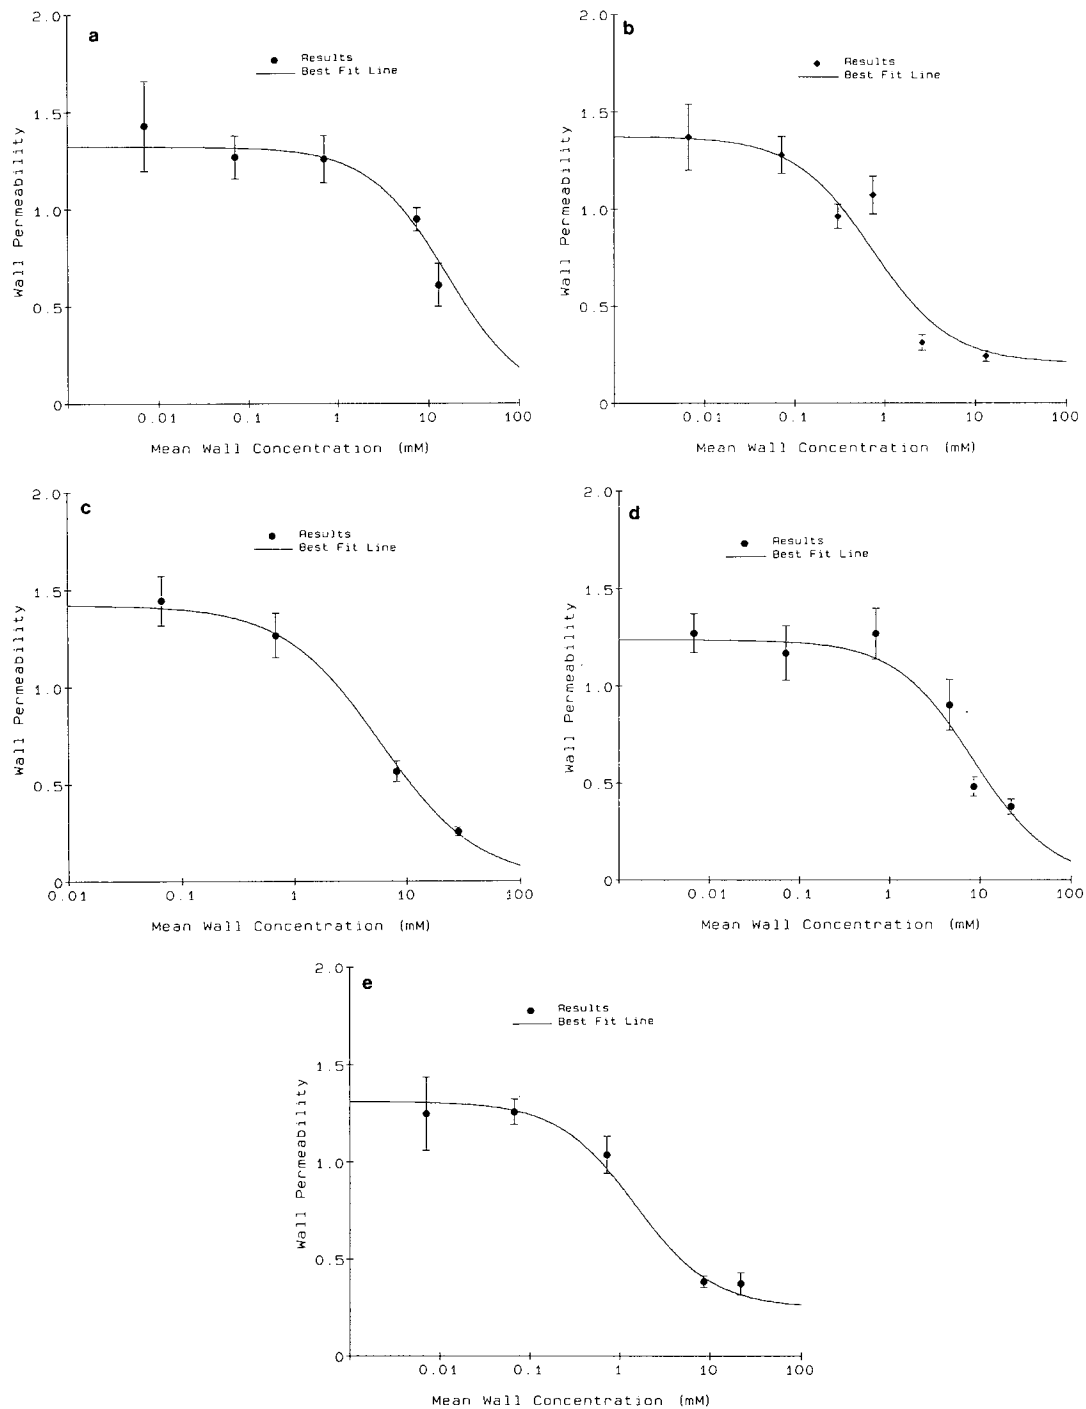 a
Results
Best Fit Line
Wall Permeability
2.0
1.5
1.0
0.5
0
0.01 0.1 1 10 100
Mean Wall Concentration (mM)
b
Results
Best Fit Line
Wall Permeability
2.0
1.5
1.0
0.5
0
0.01 0.1 1 10 100
Mean Wall Concentration (mM)
c
Results
Best Fit Line
Wall Permeability
2.0
1.5
1.0
0.5
0
0.01 0.1 1 10 100
Mean Wall Concentration (mM)
d
Results
Best Fit Line
Wall Permeability
2.0
1.5
1.0
0.5
0
0.01 0.1 1 10 100
Mean Wall Concentration (mM)
e
Results
Best Fit Line
Wall Permeability
2.0
1.5
1.0
0.5
0
0.01 0.1 1 10 100
Mean Wall Concentration (mM)